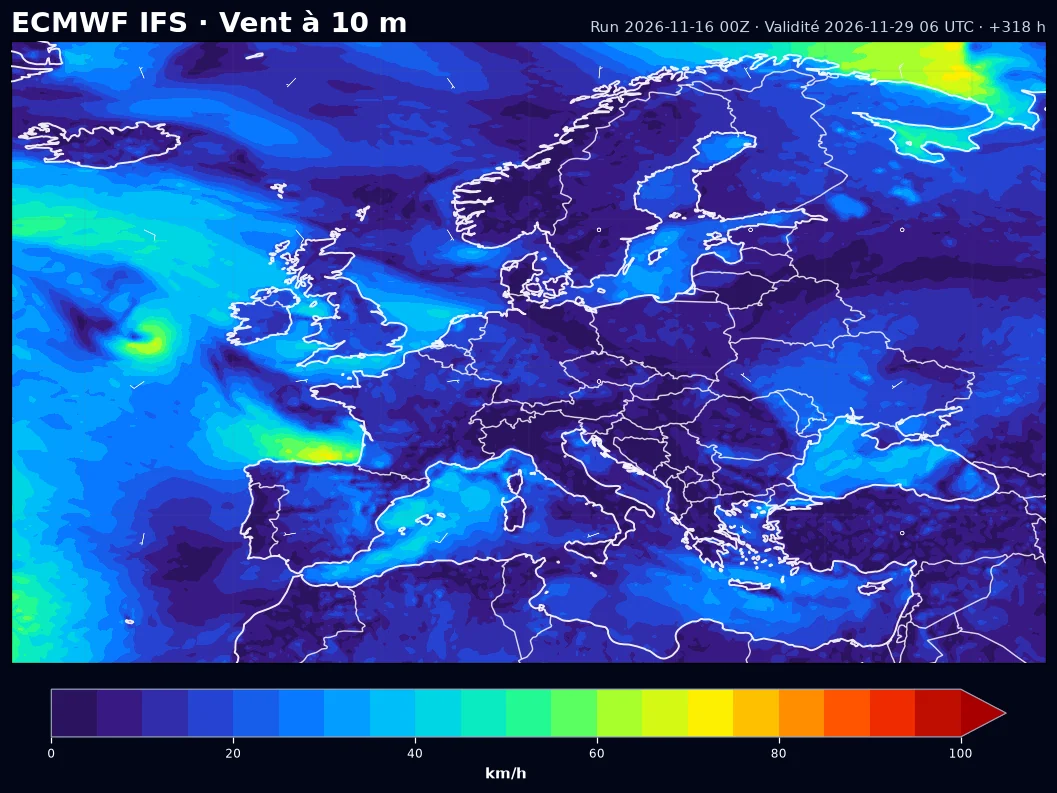 ECMWF IFS · Vent à 10 m
Run 2026-11-16 00Z · Validité 2026-11-29 06 UTC · +318 h
0 20 40 60 80 100
km/h